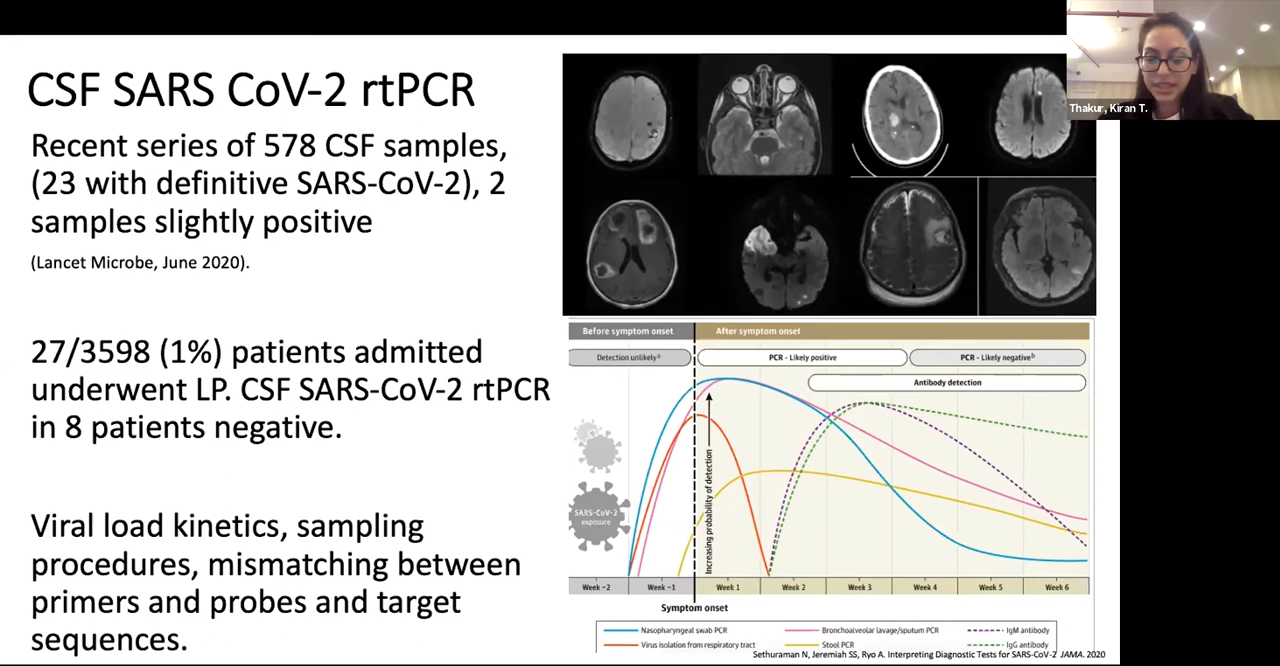 CSF SARS CoV-2 rtPCR
Recent series of 578 CSF samples,
(23 with definitive SARS-CoV-2), 2
samples slightly positive
(Lancet Microbe, June 2020).
27/3598 (1%) patients admitted
underwent LP. CSF SARS-CoV-2 rtPCR
in 8 patients negative.
Viral load kinetics, sampling
procedures, mismatching between
primers and probes and target
sequences.
Thakur, Kiran T.
Before symptom onset
After symptom onset
Detection unlikelyᵃ
PCR - Likely positive
PCR - Likely negativeᵇ
Antibody detection
SARS-CoV-2
exposure
Increasing probability of detection
Week –2
Week –1
Week 1
Week 2
Week 3
Week 4
Week 5
Week 6
Symptom onset
Nasopharyngeal swab PCR
Bronchoalveolar lavage/sputum PCR
IgM antibody
Virus isolation from respiratory tract
Stool PCR
IgG antibody
Sethuraman N, Jeremiah SS, Ryo A. Interpreting Diagnostic Tests for SARS-CoV-2 JAMA. 2020